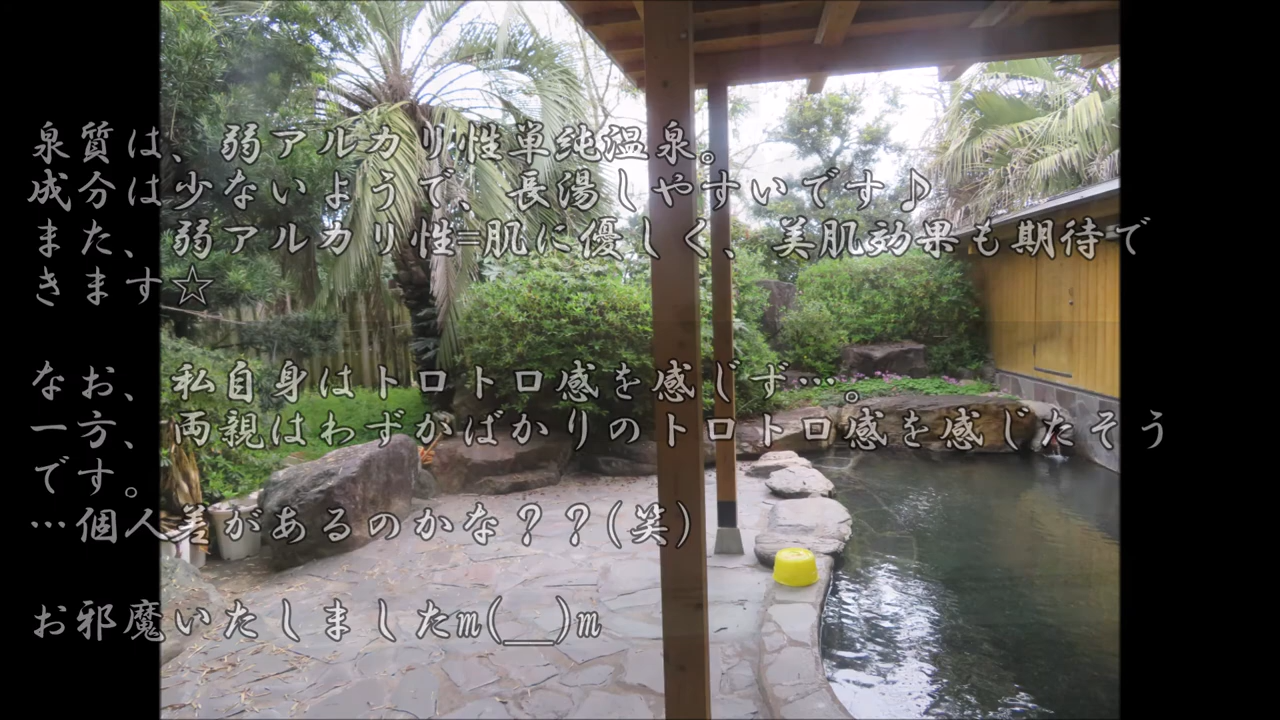 泉質は、弱アルカリ性単純温泉。
成分は少ないようで、長湯しやすいです♪
また、弱アルカリ性=肌に優しく、美肌効果も期待で
きます☆
なお、私自身はトロトロ感を感じず…。
一方、両親はわずかばかりのトロトロ感を感じたそう
です。
…個人差があるのかな？？(笑)
お邪魔いたしましたm(__)m